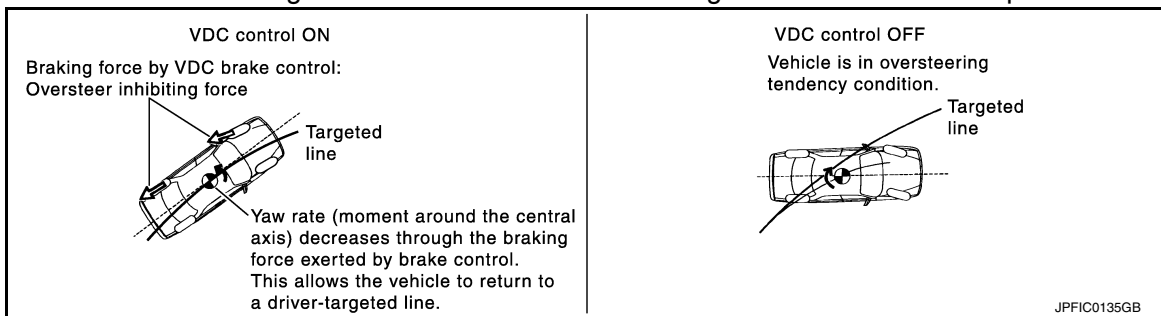 VDC control ON
Braking force by VDC brake control:
Oversteer inhibiting force
Targeted
line
Yaw rate (moment around the central
axis) decreases through the braking
force exerted by brake control.
This allows the vehicle to return to
a driver-targeted line.
VDC control OFF
Vehicle is in oversteering
tendency condition.
Targeted
line
JPFIC0135GB